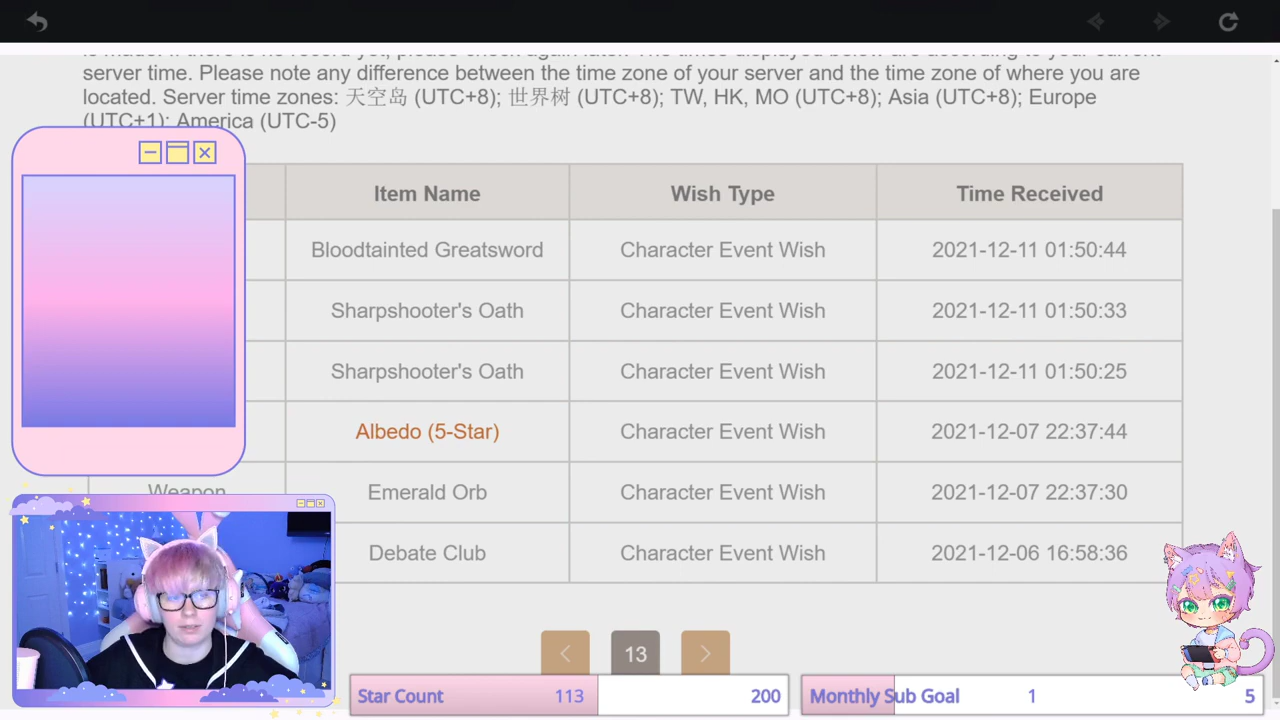 server time. Please note any difference between the time zone of your server and the time zone of where you are
located. Server time zones: 天空岛 (UTC+8); 世界树 (UTC+8); TW, HK, MO (UTC+8); Asia (UTC+8); Europe
(UTC+1); America (UTC-5)
Item Name Wish Type Time Received
Bloodtainted Greatsword Character Event Wish 2021-12-11 01:50:44
Sharpshooter's Oath Character Event Wish 2021-12-11 01:50:33
Sharpshooter's Oath Character Event Wish 2021-12-11 01:50:25
Albedo (5-Star) Character Event Wish 2021-12-07 22:37:44
Weapon Emerald Orb Character Event Wish 2021-12-07 22:37:30
Debate Club Character Event Wish 2021-12-06 16:58:36
13
Star Count 113 200 Monthly Sub Goal 1 5